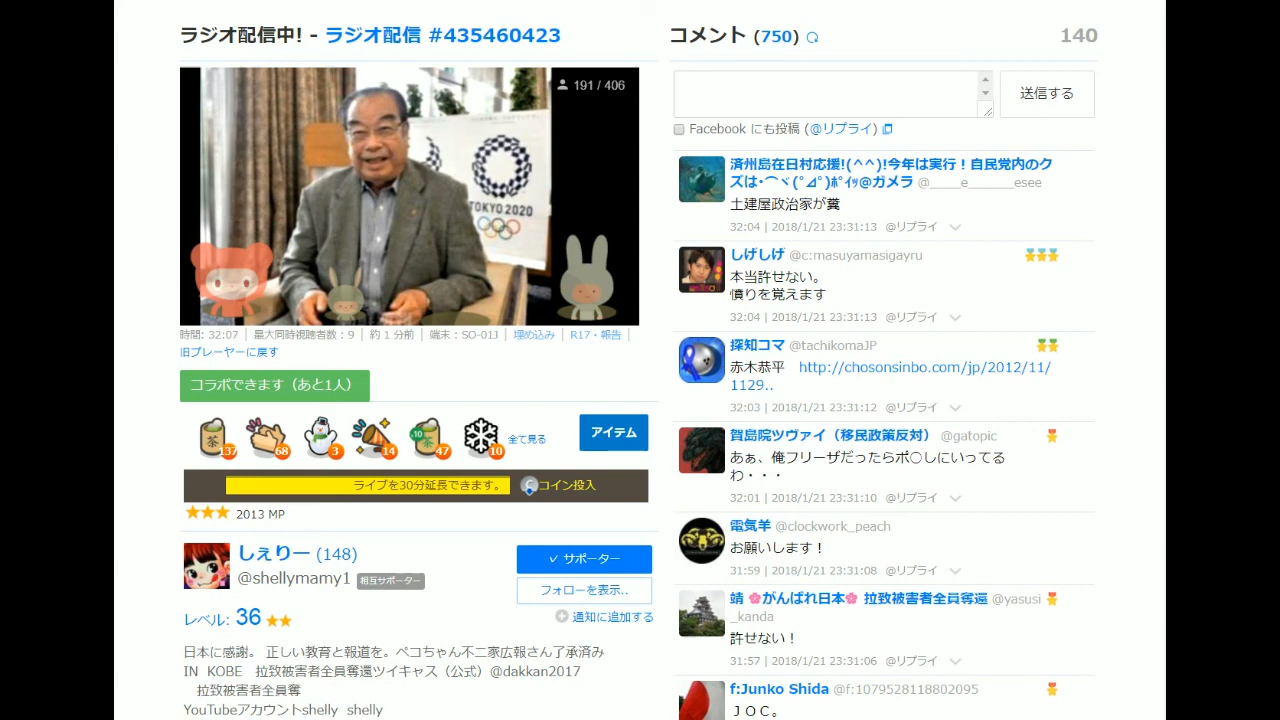 ラジオ配信中! - ラジオ配信 #435460423
191 / 406
TOKYO 2020
時間: 32:07 | 最大同時視聴者数 : 9 | 約 1 分前 | 端末 : SO-01J | 埋め込み | R17・報告 |
旧プレーヤーに戻す
コラボできます（あと1人）
茶 137 68 3 14 +10 茶 47 10 全て見る
アイテム
ライブを30分延長できます。 C コイン投入
★★★ 2013 MP
しぇりー (148)
@shellymamy1 相互サポーター
✓ サポーター
フォローを表示..
通知に追加する
レベル: 36 ★★
日本に感謝。 正しい教育と報道を。ペコちゃん不二家広報さん了承済み
IN KOBE 拉致被害者全員奪還ツイキャス（公式）@dakkan2017
拉致被害者全員奪
YouTubeアカウントshelly shelly
コメント (750)
140
送信する
Facebook にも投稿 (@リプライ)
済州島在日村応援!(^^)!今年は実行！自民党内のク
ズは･⌒ヾ(ﾟ⊿ﾟ)ﾎﾟｲｯ@ガメラ @____e______esee
土建屋政治家が糞
32:04 | 2018/1/21 23:31:13 @リプライ
しげしげ @c:masuyamasigayru
本当許せない。
憤りを覚えます
32:04 | 2018/1/21 23:31:13 @リプライ
探知コマ @tachikomaJP
赤木恭平 http://chosonsinbo.com/jp/2012/11/
1129..
32:03 | 2018/1/21 23:31:12 @リプライ
賀島院ツヴァイ（移民政策反対） @gatopic
あぁ、俺フリーザだったらポ○しにいってる
わ・・・
32:01 | 2018/1/21 23:31:10 @リプライ
電気羊 @clockwork_peach
お願いします！
31:59 | 2018/1/21 23:31:08 @リプライ
靖 🌸がんばれ日本🌸 拉致被害者全員奪還 @yasusi
_kanda
許せない！
31:57 | 2018/1/21 23:31:06 @リプライ
f:Junko Shida @f:1079528118802095
ＪＯＣ。